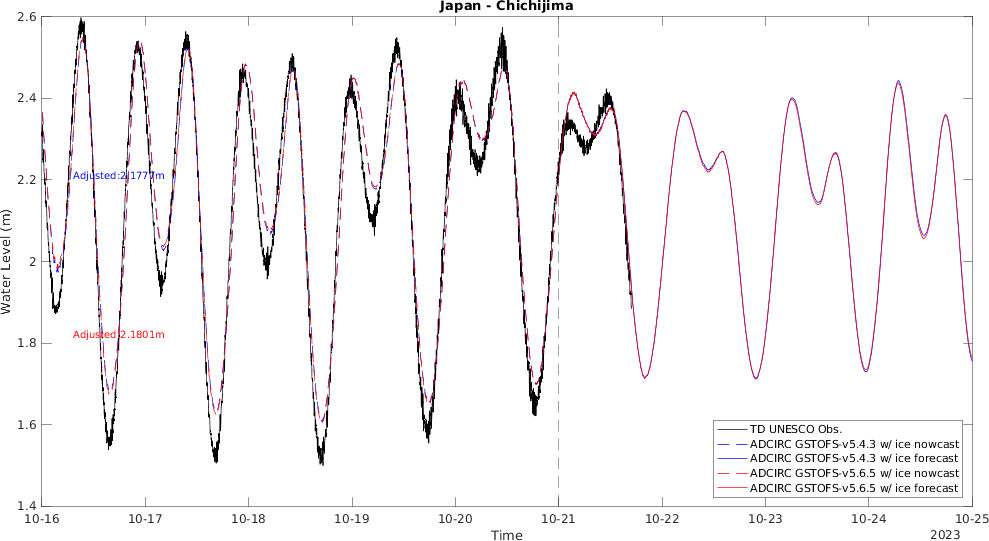 Japan - Chichijima
2.6
2.4
2.2
2
1.8
1.6
1.4
Water Level (m)
Adjusted:2.1777m
Adjusted:2.1801m
TD UNESCO Obs.
ADCIRC GSTOFS-v5.4.3 w/ ice nowcast
ADCIRC GSTOFS-v5.4.3 w/ ice forecast
ADCIRC GSTOFS-v5.6.5 w/ ice nowcast
ADCIRC GSTOFS-v5.6.5 w/ ice forecast
10-16 10-17 10-18 10-19 10-20 10-21 10-22 10-23 10-24 10-25
Time
2023